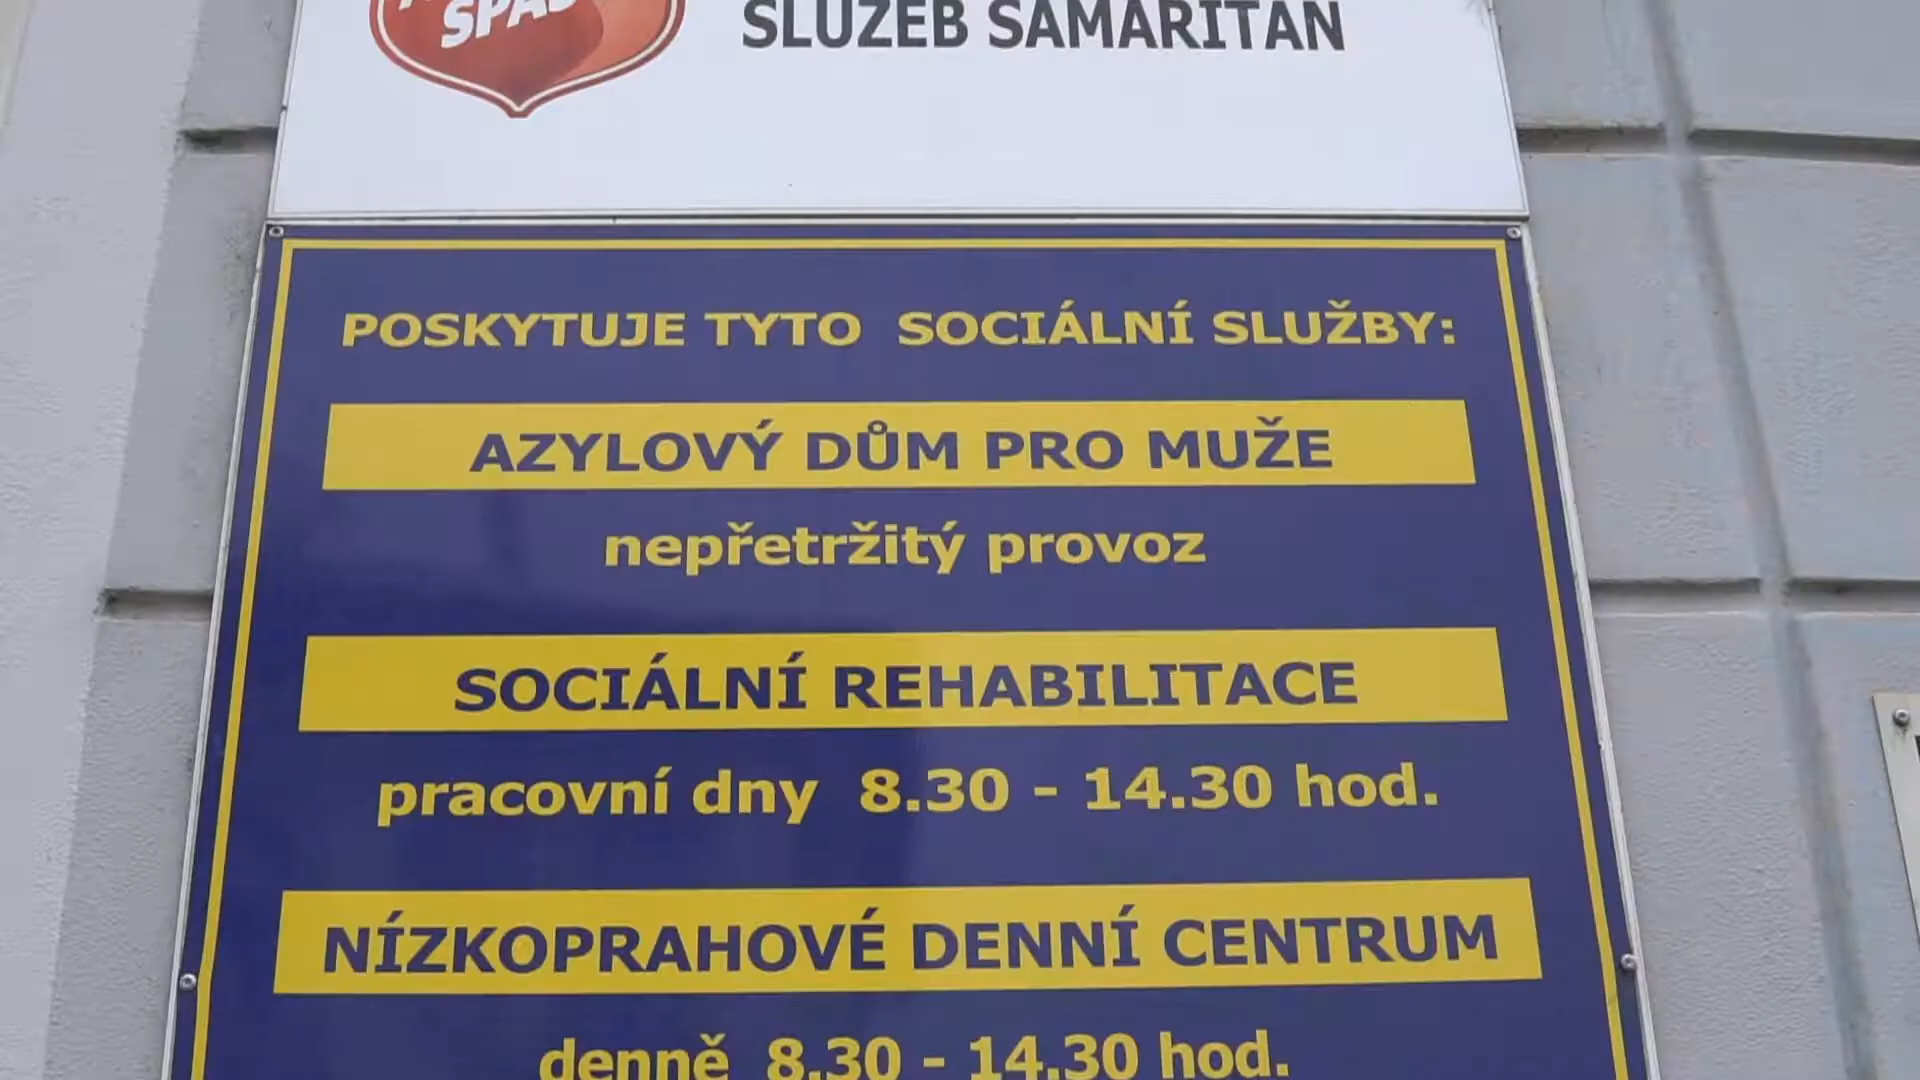 SPÁSY
SLUŽEB SAMARITÁN
POSKYTUJE TYTO SOCIÁLNÍ SLUŽBY:
AZYLOVÝ DŮM PRO MUŽE
nepřetržitý provoz
SOCIÁLNÍ REHABILITACE
pracovní dny 8.30 - 14.30 hod.
NÍZKOPRAHOVÉ DENNÍ CENTRUM
denně 8.30 - 14.30 hod.